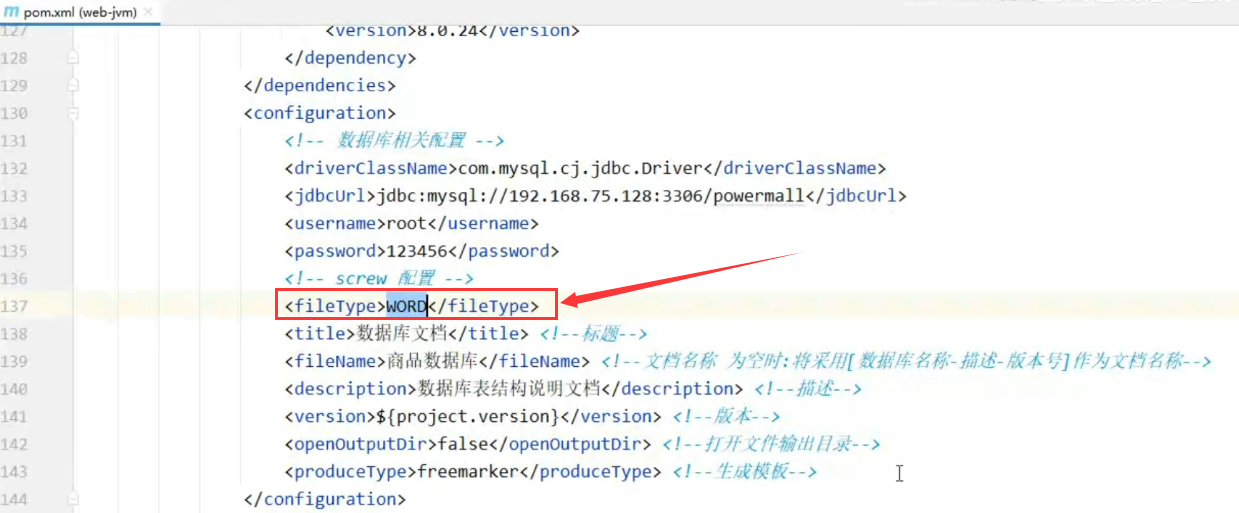 m pom.xml (web-jvm) ×
127 <version>8.0.24</version>
128 </dependency>
129 </dependencies>
130 <configuration>
131 <!-- 数据库相关配置 -->
132 <driverClassName>com.mysql.cj.jdbc.Driver</driverClassName>
133 <jdbcUrl>jdbc:mysql://192.168.75.128:3306/powermall</jdbcUrl>
134 <username>root</username>
135 <password>123456</password>
136 <!-- screw 配置 -->
137 <fileType>WORD</fileType>
138 <title>数据库文档</title> <!--标题-->
139 <fileName>商品数据库</fileName> <!--文档名称 为空时:将采用[数据库名称-描述-版本号]作为文档名称-->
140 <description>数据库表结构说明文档</description> <!--描述-->
141 <version>${project.version}</version> <!--版本-->
142 <openOutputDir>false</openOutputDir> <!--打开文件输出目录-->
143 <produceType>freemarker</produceType> <!--生成模板-->
144 </configuration>